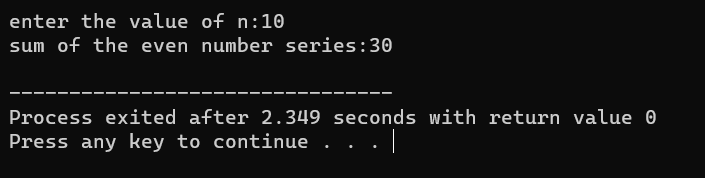 enter the value of n:10
sum of the even number series:30
--------------------------------
Process exited after 2.349 seconds with return value 0
Press any key to continue . . .